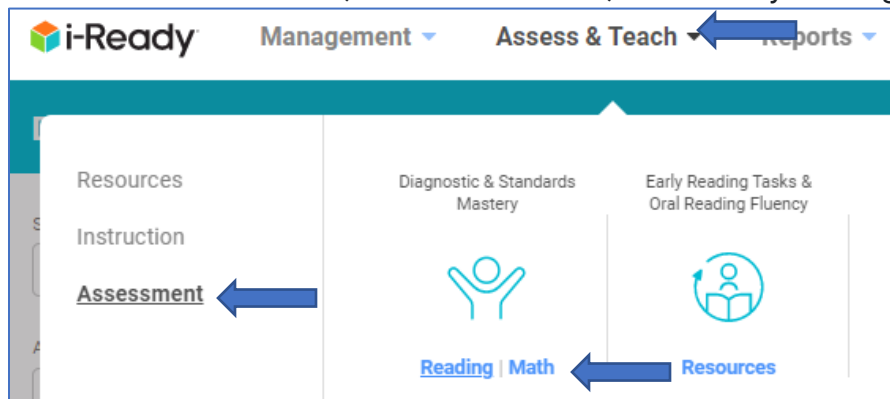 i-Ready Management Assess & Teach Reports
Resources
Instruction
Assessment
Diagnostic & Standards
Mastery
Reading | Math
Early Reading Tasks &
Oral Reading Fluency
Resources